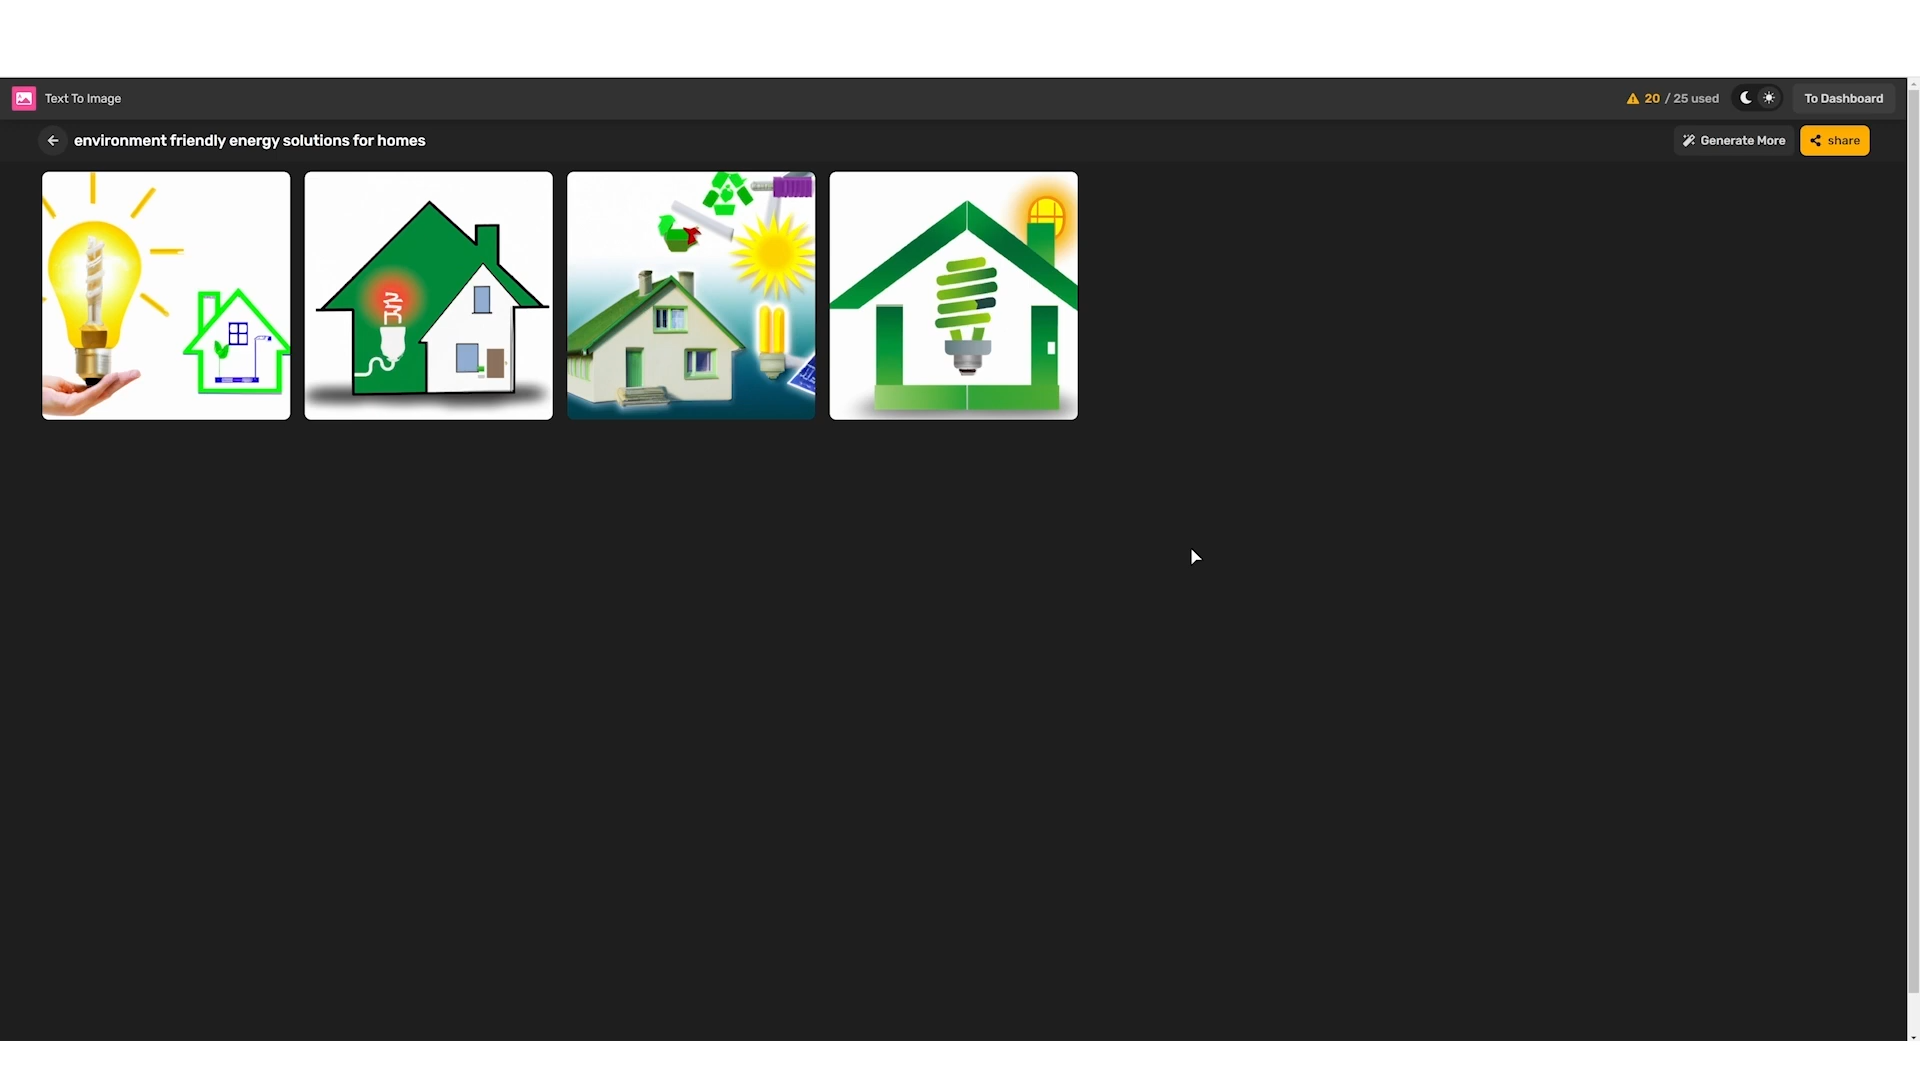 Text To Image
20 / 25 used
To Dashboard
environment friendly energy solutions for homes
Generate More
share